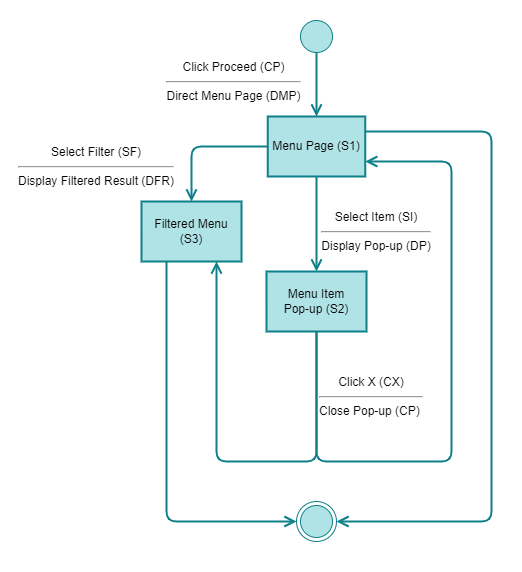 Click Proceed (CP)
Direct Menu Page (DMP)
Menu Page (S1)
Select Filter (SF)
Display Filtered Result (DFR)
Filtered Menu
(S3)
Select Item (SI)
Display Pop-up (DP)
Menu Item
Pop-up (S2)
Click X (CX)
Close Pop-up (CP)